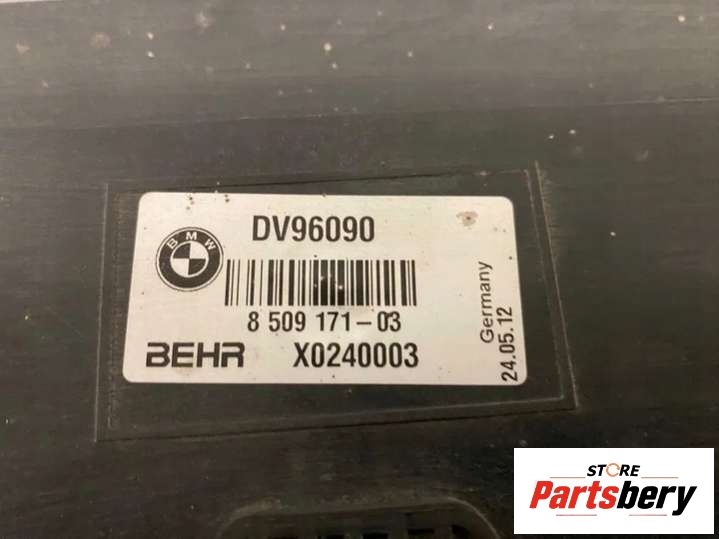 BMW
DV96090
8 509 171-03
BEHR X0240003
Germany
24.05.12
STORE
Partsbery